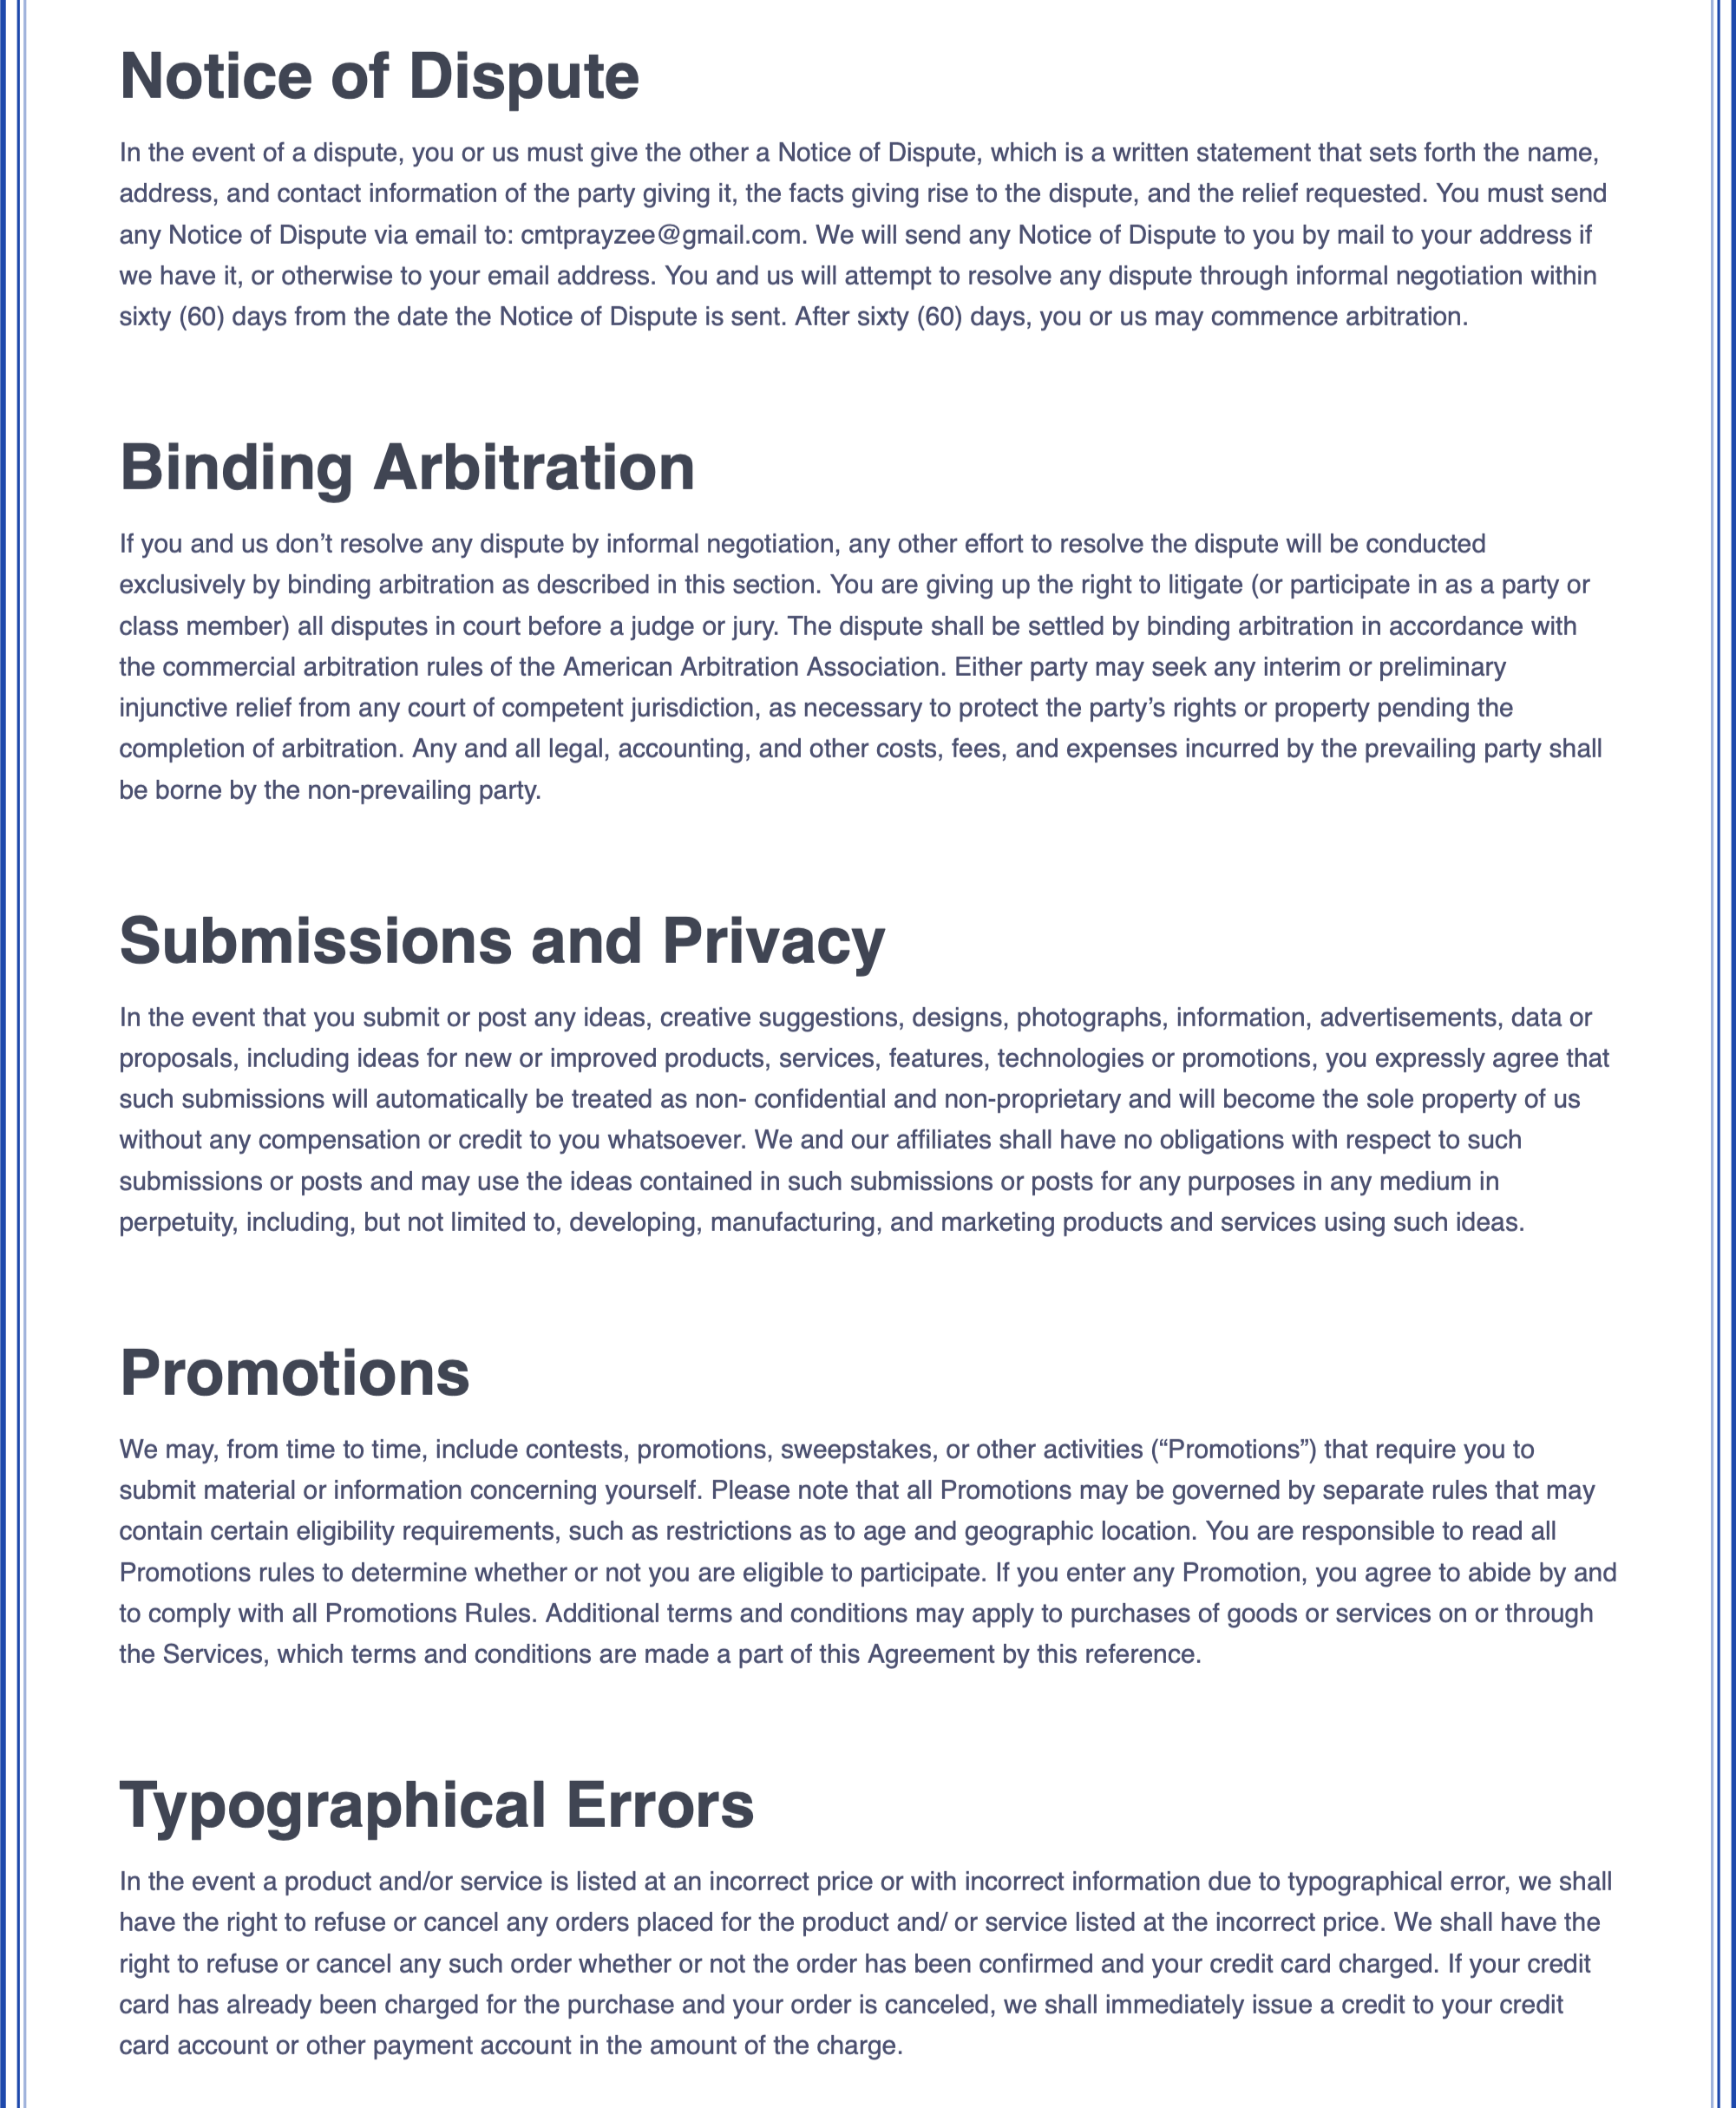 Notice of Dispute
In the event of a dispute, you or us must give the other a Notice of Dispute, which is a written statement that sets forth the name,
address, and contact information of the party giving it, the facts giving rise to the dispute, and the relief requested. You must send
any Notice of Dispute via email to: cmtprayzee@gmail.com. We will send any Notice of Dispute to you by mail to your address if
we have it, or otherwise to your email address. You and us will attempt to resolve any dispute through informal negotiation within
sixty (60) days from the date the Notice of Dispute is sent. After sixty (60) days, you or us may commence arbitration.
Binding Arbitration
If you and us don’t resolve any dispute by informal negotiation, any other effort to resolve the dispute will be conducted
exclusively by binding arbitration as described in this section. You are giving up the right to litigate (or participate in as a party or
class member) all disputes in court before a judge or jury. The dispute shall be settled by binding arbitration in accordance with
the commercial arbitration rules of the American Arbitration Association. Either party may seek any interim or preliminary
injunctive relief from any court of competent jurisdiction, as necessary to protect the party’s rights or property pending the
completion of arbitration. Any and all legal, accounting, and other costs, fees, and expenses incurred by the prevailing party shall
be borne by the non-prevailing party.
Submissions and Privacy
In the event that you submit or post any ideas, creative suggestions, designs, photographs, information, advertisements, data or
proposals, including ideas for new or improved products, services, features, technologies or promotions, you expressly agree that
such submissions will automatically be treated as non- confidential and non-proprietary and will become the sole property of us
without any compensation or credit to you whatsoever. We and our affiliates shall have no obligations with respect to such
submissions or posts and may use the ideas contained in such submissions or posts for any purposes in any medium in
perpetuity, including, but not limited to, developing, manufacturing, and marketing products and services using such ideas.
Promotions
We may, from time to time, include contests, promotions, sweepstakes, or other activities (“Promotions”) that require you to
submit material or information concerning yourself. Please note that all Promotions may be governed by separate rules that may
contain certain eligibility requirements, such as restrictions as to age and geographic location. You are responsible to read all
Promotions rules to determine whether or not you are eligible to participate. If you enter any Promotion, you agree to abide by and
to comply with all Promotions Rules. Additional terms and conditions may apply to purchases of goods or services on or through
the Services, which terms and conditions are made a part of this Agreement by this reference.
Typographical Errors
In the event a product and/or service is listed at an incorrect price or with incorrect information due to typographical error, we shall
have the right to refuse or cancel any orders placed for the product and/ or service listed at the incorrect price. We shall have the
right to refuse or cancel any such order whether or not the order has been confirmed and your credit card charged. If your credit
card has already been charged for the purchase and your order is canceled, we shall immediately issue a credit to your credit
card account or other payment account in the amount of the charge.